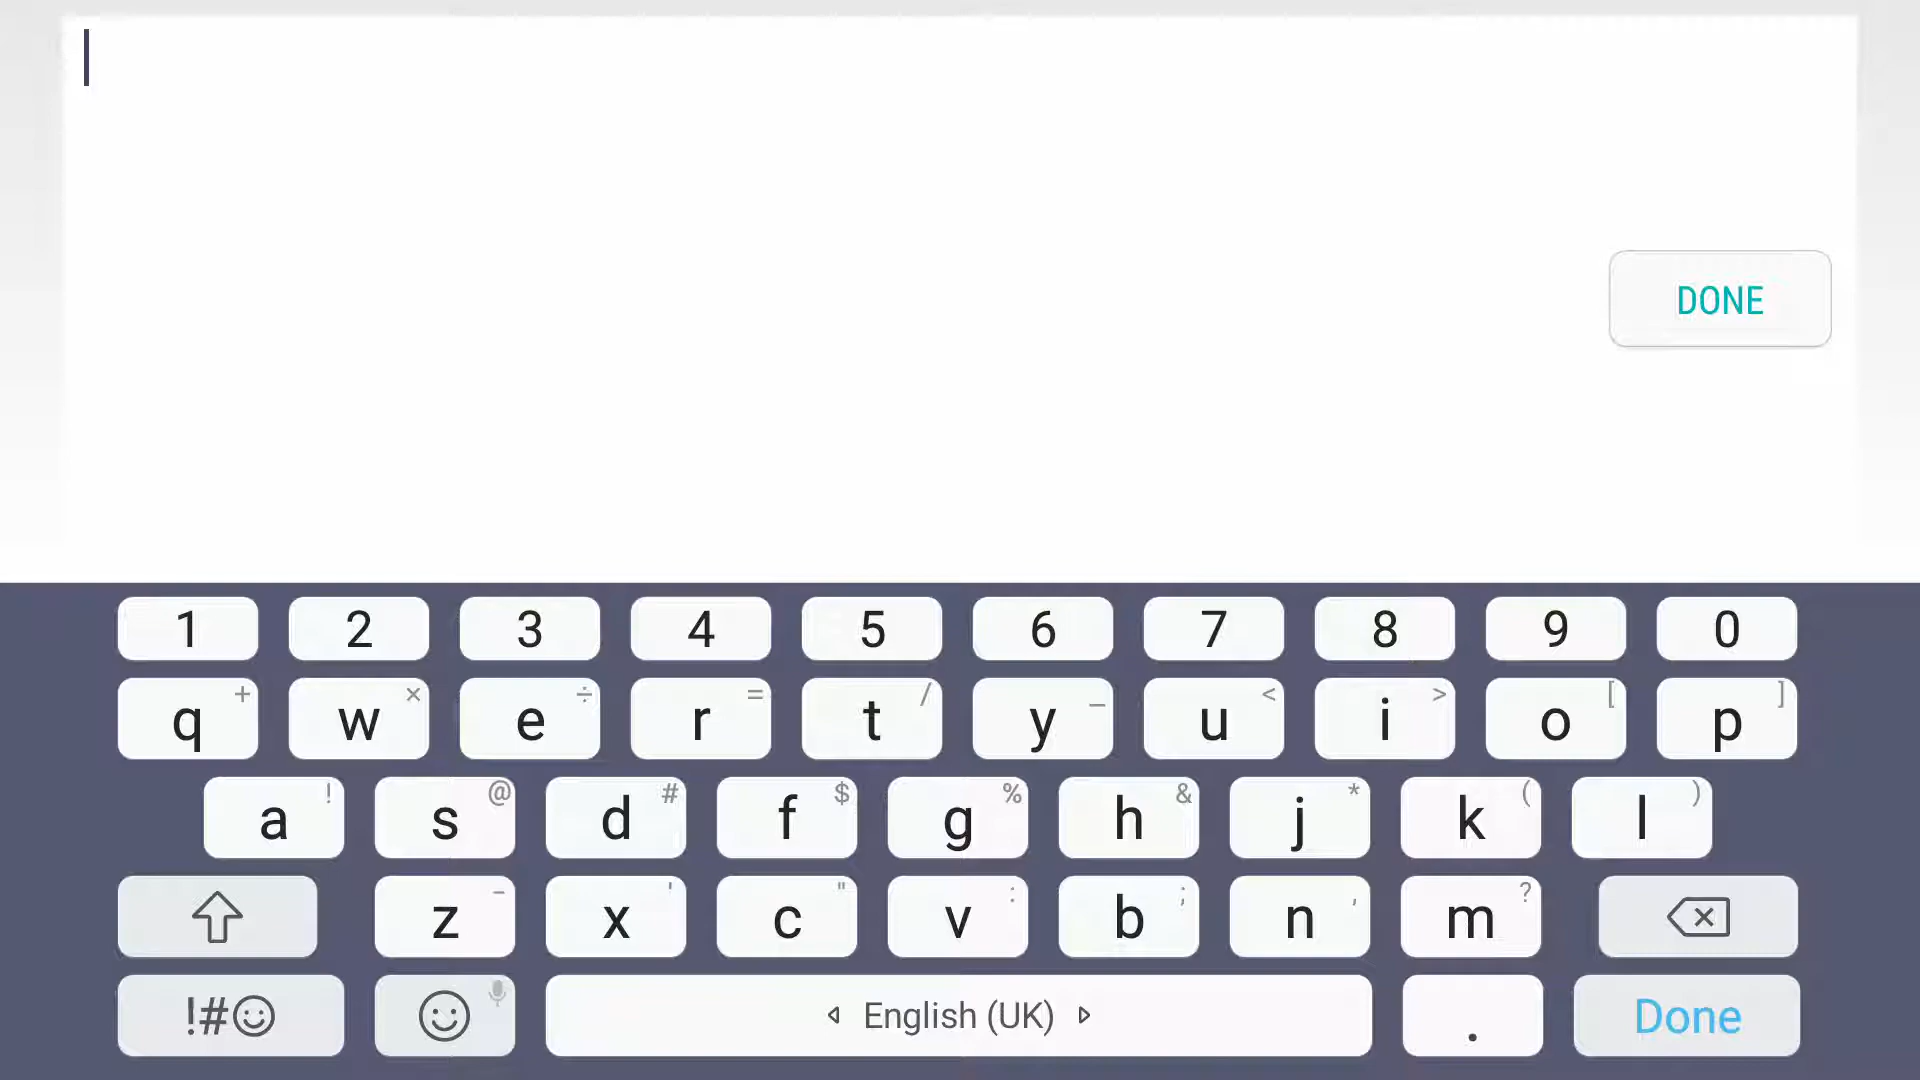 DONE
1 2 3 4 5 6 7 8 9 0
q + w × e ÷ r = t / y _ u < i > o [ p ]
a ! s @ d # f $ g % h & j * k ( l )
z - x ' c " v : b ; n , m ?
!#☺ English (UK) . Done